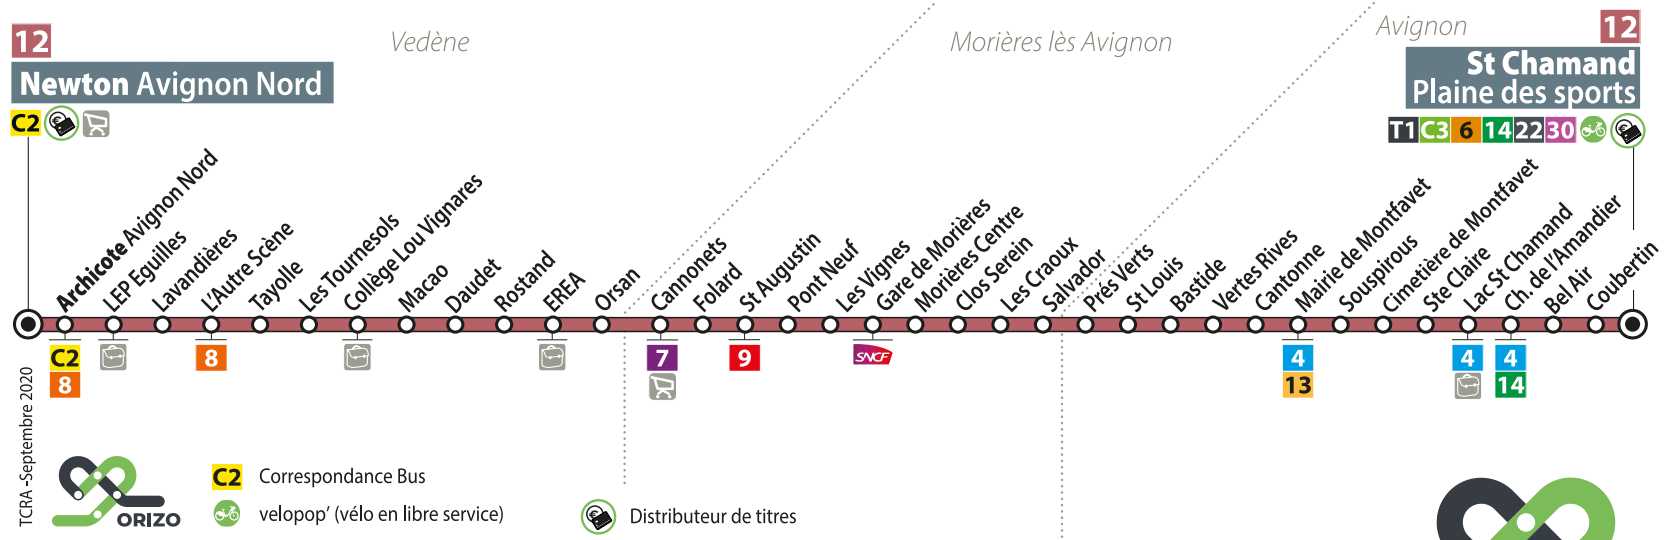 12
Vedène
Morières lès Avignon
Avignon
12
Newton Avignon Nord
St Chamand
Plaine des sports
C2
T1 C3 6 14 22 30
Archicote Avignon Nord
LEP Eguilles
Lavandières
L'Autre Scène
Tayolle
Les Tournesols
Collège Lou Vignares
Macao
Daudet
Rostand
EREA
Orsan
Cannonets
Folard
St Augustin
Pont Neuf
Les Vignes
Gare de Morières
Morières Centre
Clos Serein
Les Craoux
Salvador
Prés Verts
St Louis
Bastide
Vertes Rives
Cantonne
Mairie de Montfavet
Souspirous
Cimetière de Montfavet
Ste Claire
Lac St Chamand
Ch. de l'Amandier
Bel Air
Coubertin
C2
8
8
7
9
SNCF
4
13
4
4
14
TCRA -Septembre 2020
ORIZO
C2 Correspondance Bus
velopop' (vélo en libre service)
Distributeur de titres